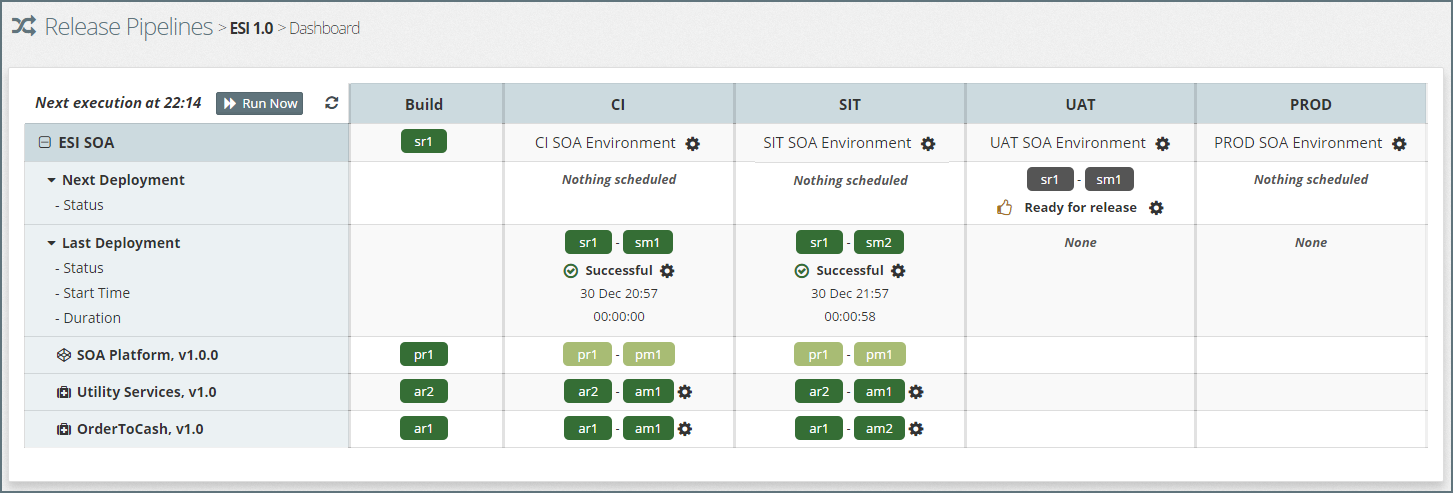 Release Pipelines > ESI 1.0 > Dashboard
Next execution at 22:14 Run Now Build CI SIT UAT PROD
ESI SOA sr1 CI SOA Environment SIT SOA Environment UAT SOA Environment PROD SOA Environment
Next Deployment Nothing scheduled Nothing scheduled sr1 - sm1 Nothing scheduled
- Status Ready for release
Last Deployment sr1 - sm1 sr1 - sm2 None None
- Status Successful Successful
- Start Time 30 Dec 20:57 30 Dec 21:57
- Duration 00:00:00 00:00:58
SOA Platform, v1.0.0 pr1 pr1 - pm1 pr1 - pm1
Utility Services, v1.0 ar2 ar2 - am1 ar2 - am1
OrderToCash, v1.0 ar1 ar1 - am1 ar1 - am2